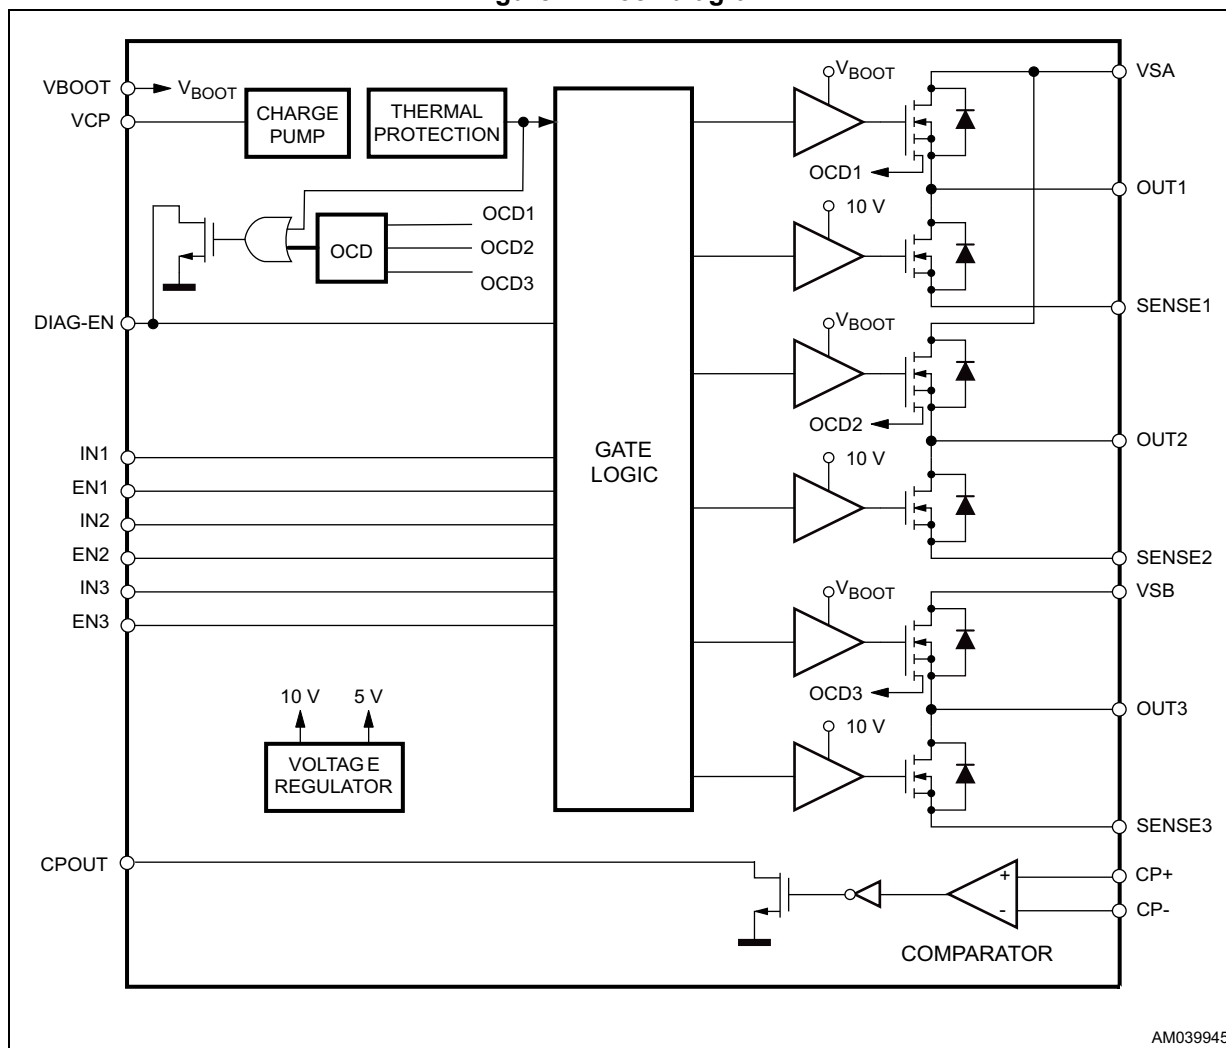 VBOOT
VBOOT
VCP
CHARGE
PUMP
THERMAL
PROTECTION
OCD
OCD1
OCD2
OCD3
DIAG-EN
IN1
EN1
IN2
EN2
IN3
EN3
10 V
5 V
VOLTAGE
REGULATOR
CPOUT
GATE
LOGIC
VBOOT
OCD1
10 V
VBOOT
OCD2
10 V
VBOOT
OCD3
10 V
VSA
OUT1
SENSE1
OUT2
SENSE2
VSB
OUT3
SENSE3
+
-
CP+
CP-
COMPARATOR
AM039945